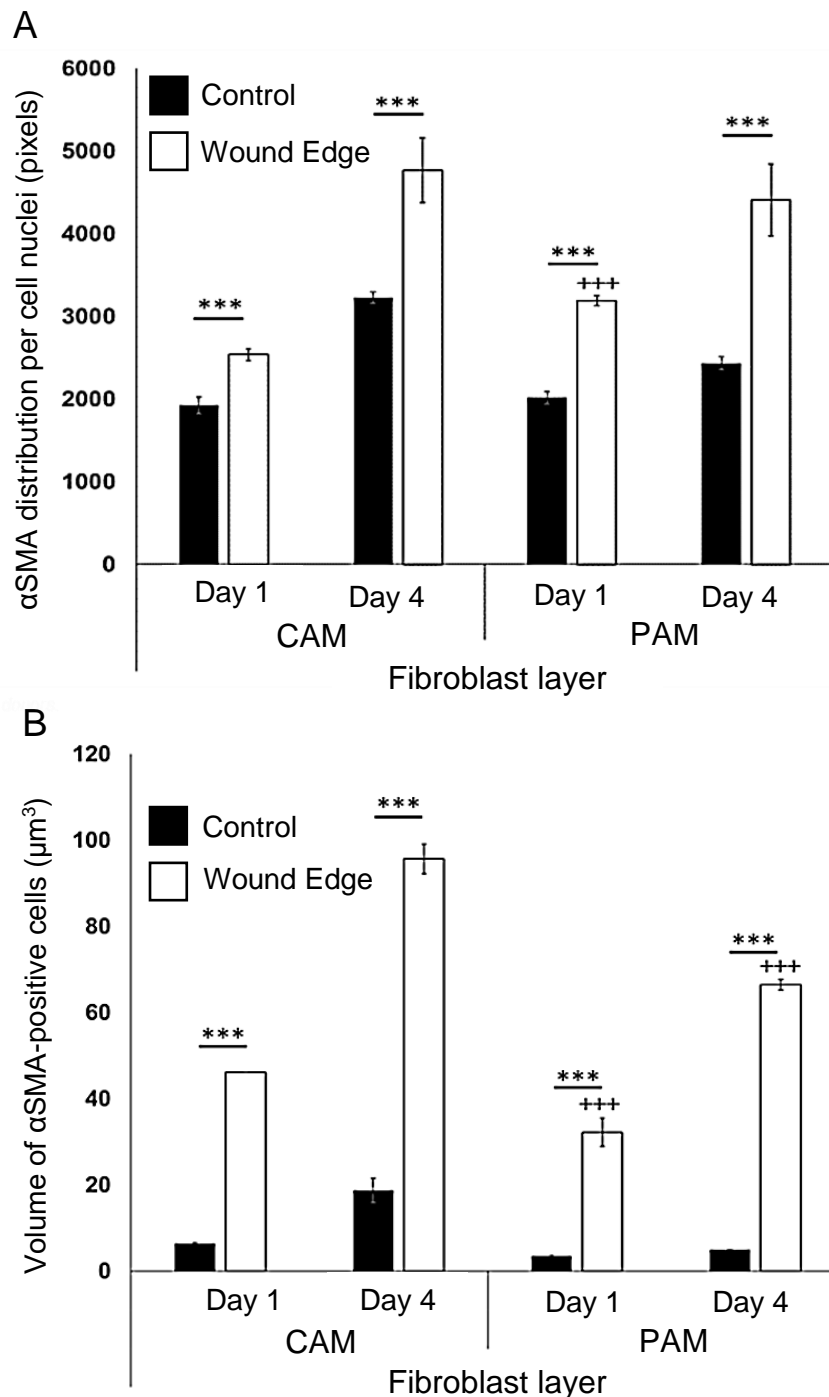 A
6000
5000
4000
3000
2000
1000
0
αSMA distribution per cell nuclei (pixels)
Control
Wound Edge
***
***
***
+++
***
Day 1
Day 4
Day 1
Day 4
CAM
PAM
Fibroblast layer
B
120
100
80
60
40
20
0
Volume of αSMA-positive cells (µm³)
Control
Wound Edge
***
***
***
+++
***
+++
Day 1
Day 4
Day 1
Day 4
CAM
PAM
Fibroblast layer